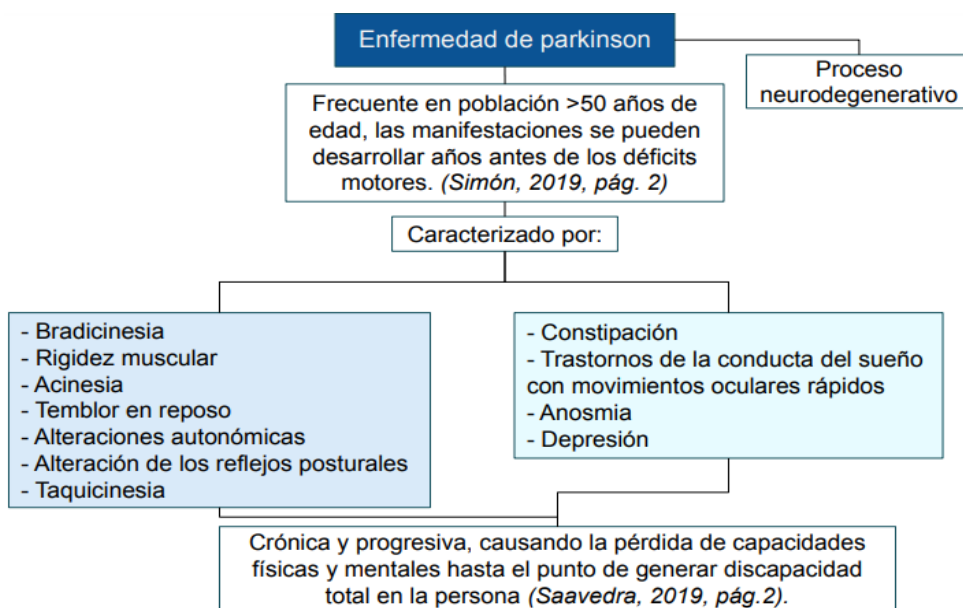 Enfermedad de parkinson
Proceso
neurodegenerativo
Frecuente en población >50 años de
edad, las manifestaciones se pueden
desarrollar años antes de los déficits
motores. (Simón, 2019, pág. 2)
Caracterizado por:
- Bradicinesia
- Rigidez muscular
- Acinesia
- Temblor en reposo
- Alteraciones autonómicas
- Alteración de los reflejos posturales
- Taquicinesia
- Constipación
- Trastornos de la conducta del sueño
con movimientos oculares rápidos
- Anosmia
- Depresión
Crónica y progresiva, causando la pérdida de capacidades
físicas y mentales hasta el punto de generar discapacidad
total en la persona (Saavedra, 2019, pág.2).